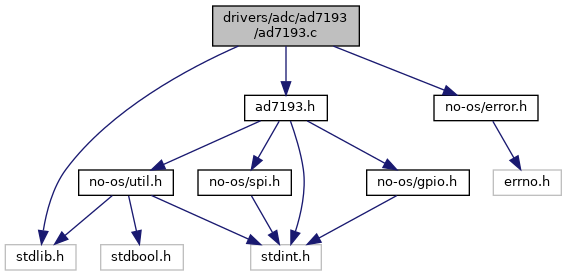 drivers/adc/ad7193
/ad7193.c
ad7193.h
no-os/error.h
no-os/util.h
no-os/spi.h
no-os/gpio.h
errno.h
stdlib.h
stdbool.h
stdint.h